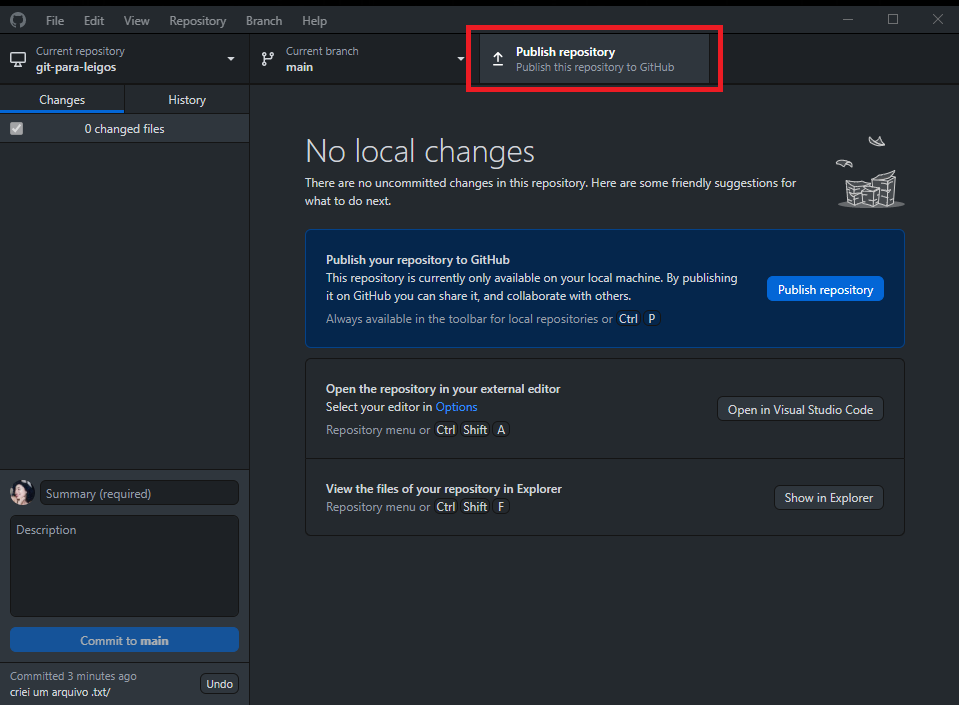 File Edit View Repository Branch Help
Current repository
git-para-leigos
Current branch
main
Publish repository
Publish this repository to GitHub
Changes History
0 changed files
No local changes
There are no uncommitted changes in this repository. Here are some friendly suggestions for
what to do next.
Publish your repository to GitHub
This repository is currently only available on your local machine. By publishing
it on GitHub you can share it, and collaborate with others.
Always available in the toolbar for local repositories or Ctrl P
Publish repository
Open the repository in your external editor
Select your editor in Options
Repository menu or Ctrl Shift A
Open in Visual Studio Code
View the files of your repository in Explorer
Repository menu or Ctrl Shift F
Show in Explorer
Summary (required)
Description
Commit to main
Committed 3 minutes ago
criei um arquivo .txt/
Undo